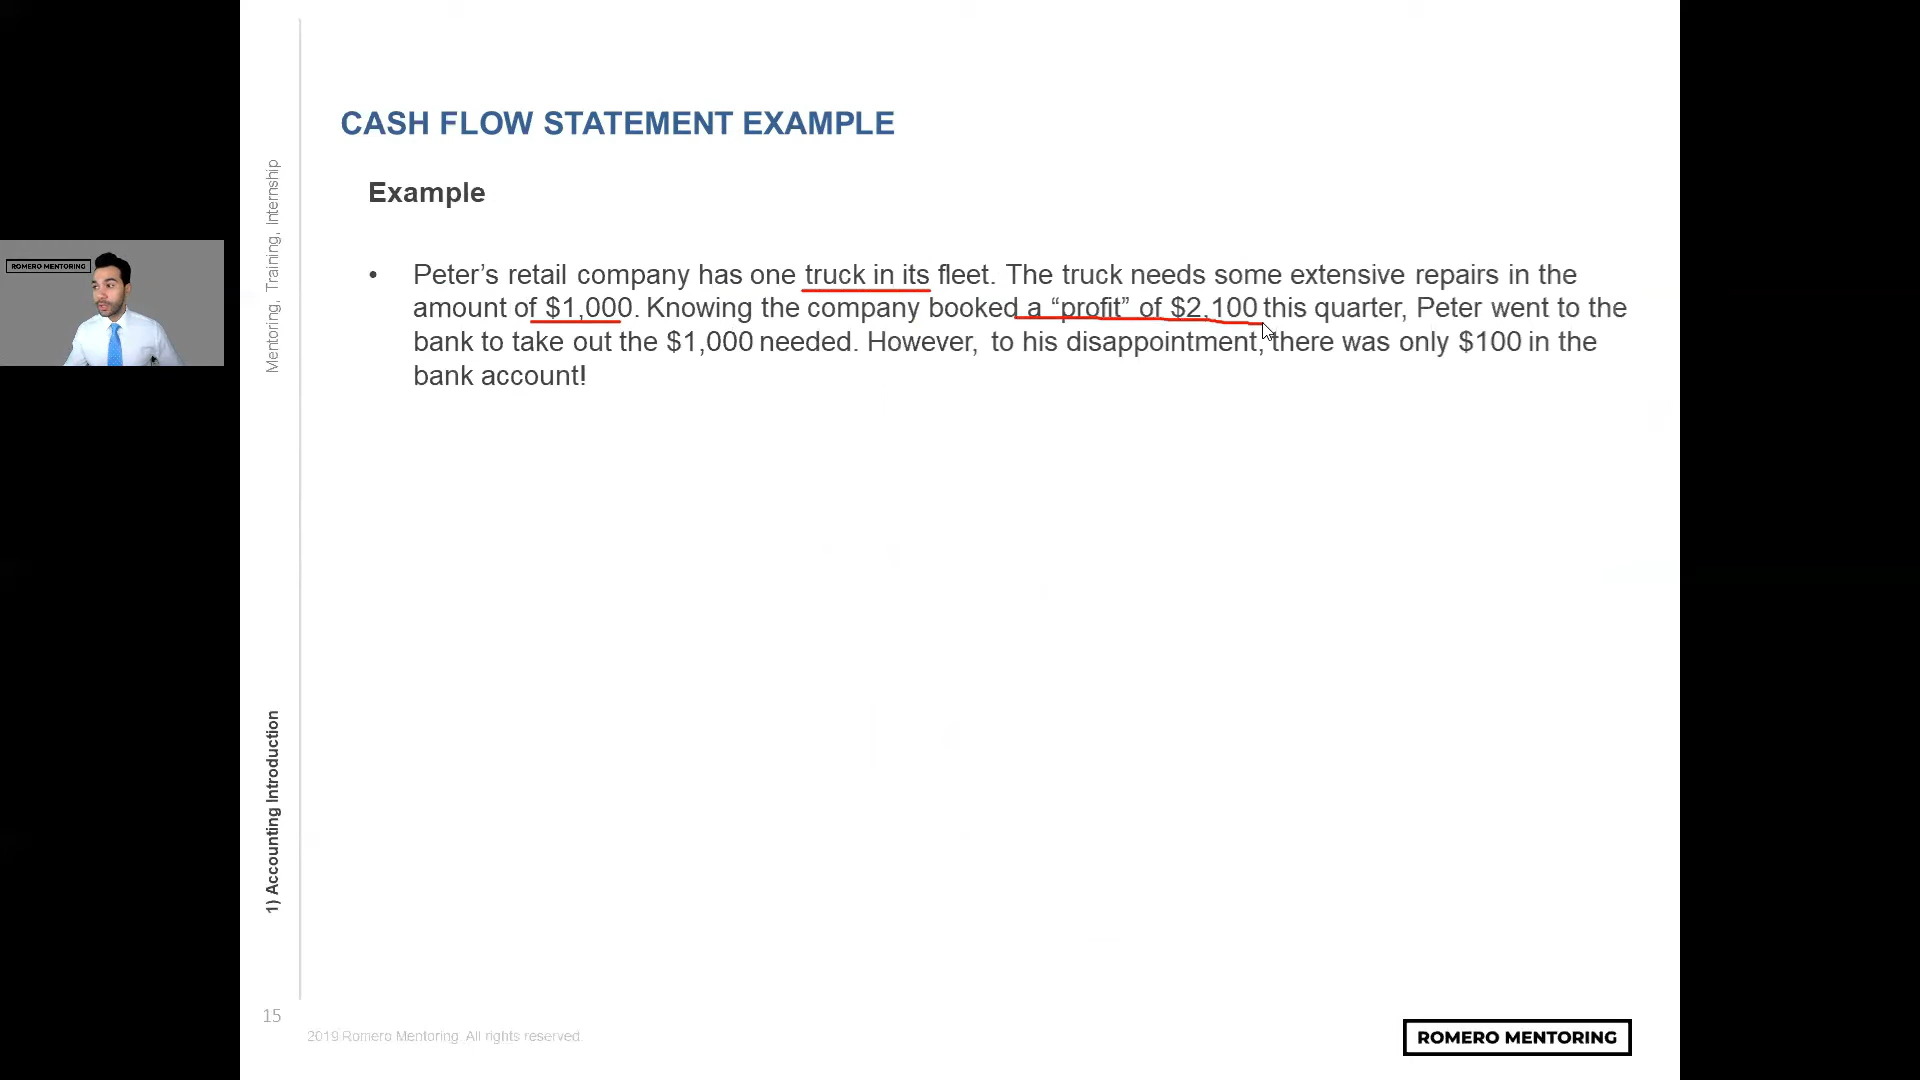 CASH FLOW STATEMENT EXAMPLE
Example
• Peter’s retail company has one truck in its fleet. The truck needs some extensive repairs in the
amount of $1,000. Knowing the company booked a “profit” of $2,100 this quarter, Peter went to the
bank to take out the $1,000 needed. However, to his disappointment, there was only $100 in the
bank account!
Mentoring, Training, Internship
ROMERO MENTORING
1) Accounting Introduction
15
2019 Romero Mentoring. All rights reserved.
ROMERO MENTORING